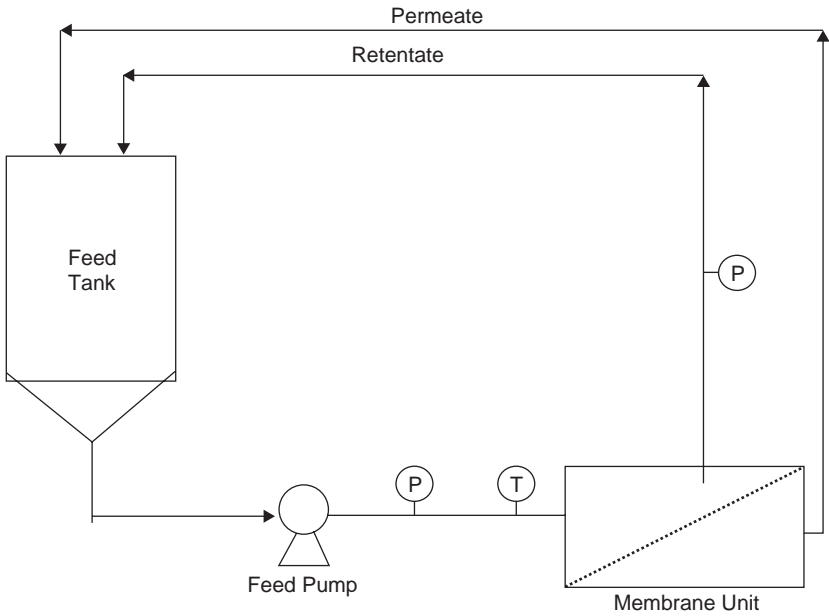 Permeate
Retentate
Feed
Tank
P
P
T
Feed Pump
Membrane Unit